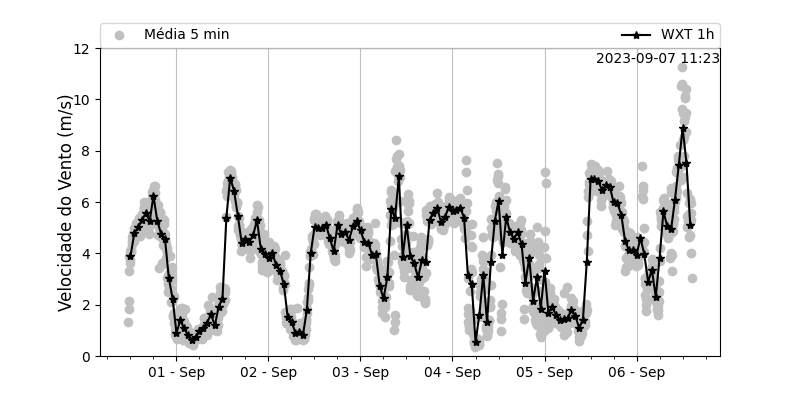 Média 5 min
WXT 1h
2023-09-07 11:23
Velocidade do Vento (m/s)
12
10
8
6
4
2
0
01 - Sep
02 - Sep
03 - Sep
04 - Sep
05 - Sep
06 - Sep